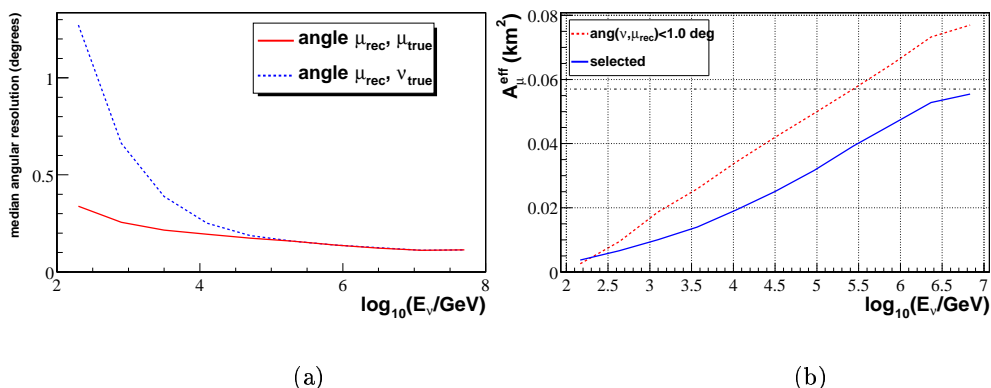 median angular resolution (degrees)
1
0.5
0
angle μrec, μtrue
angle μrec, νtrue
2 4 6 8
log10(Eν/GeV)
(a)
Aμeff (km2)
0.08
0.06
0.04
0.02
0
ang(ν,μrec)<1.0 deg
selected
2 2.5 3 3.5 4 4.5 5 5.5 6 6.5 7
log10(Eν/GeV)
(b)